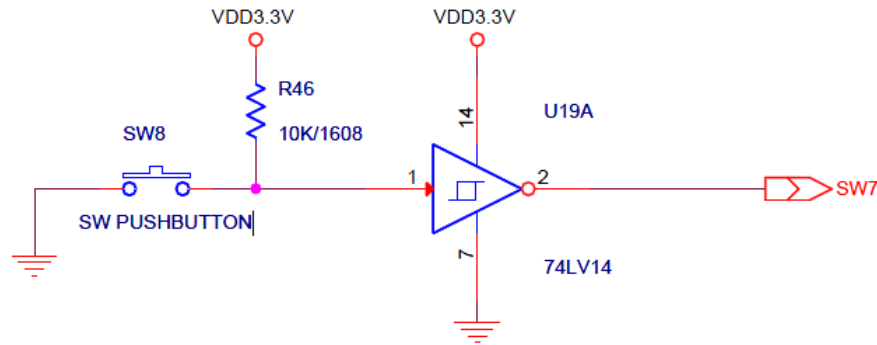 VDD3.3V
VDD3.3V
R46
10K/1608
SW8
SW PUSHBUTTON
14
U19A
1
2
SW7
7
74LV14